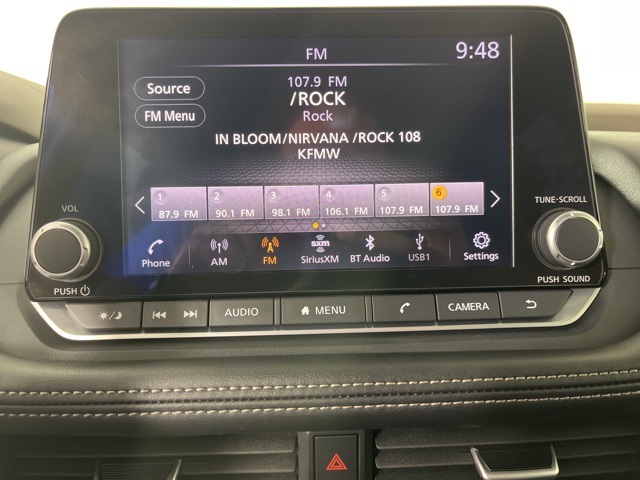 FM
9:48
Source
FM Menu
107.9 FM
/ROCK
Rock
IN BLOOM/NIRVANA /ROCK 108
KFMW
1 2 3 4 5 6
87.9 FM 90.1 FM 98.1 FM 106.1 FM 107.9 FM 107.9 FM
Phone AM FM SiriusXM BT Audio USB1 Settings
sxm
VOL
PUSH
TUNE·SCROLL
PUSH SOUND
AUDIO MENU CAMERA